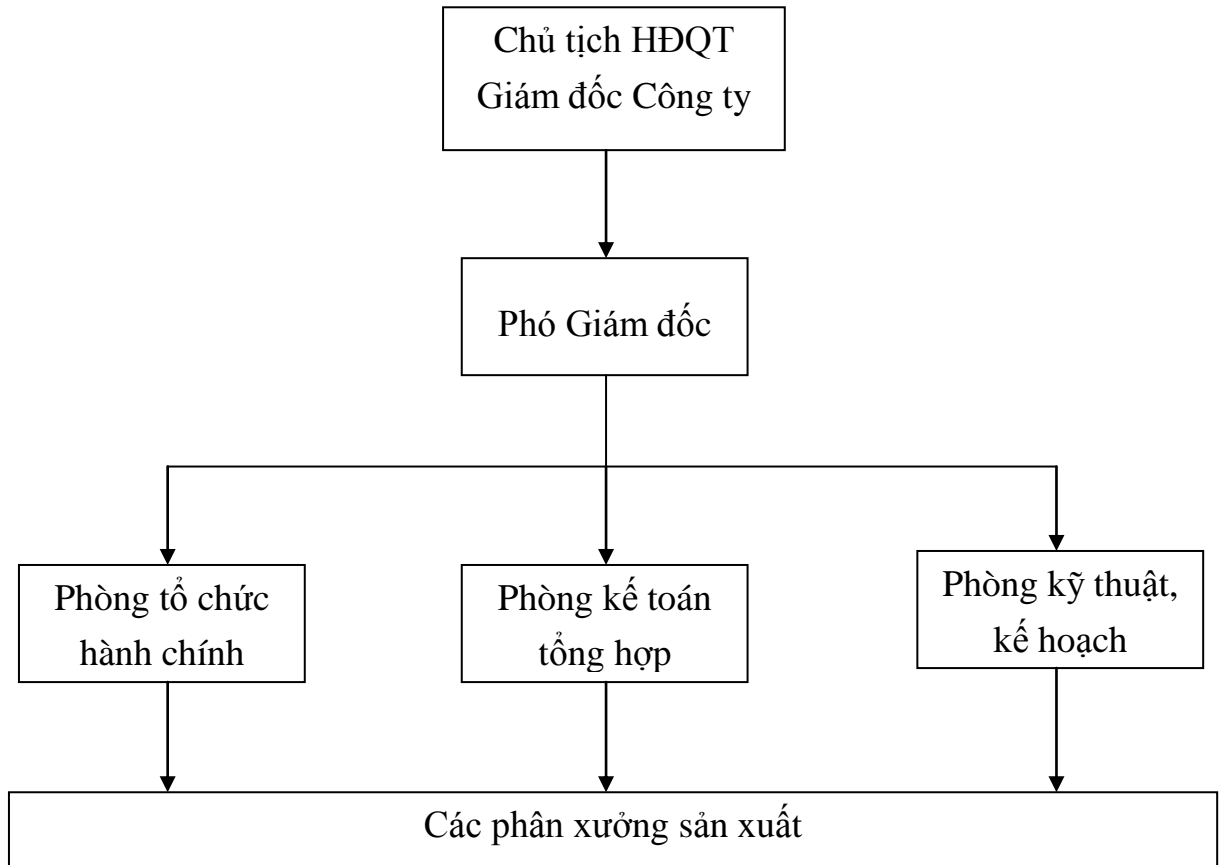 Chủ tịch HĐQT
Giám đốc Công ty
Phó Giám đốc
Phòng tổ chức
hành chính
Phòng kế toán
tổng hợp
Phòng kỹ thuật,
kế hoạch
Các phân xưởng sản xuất